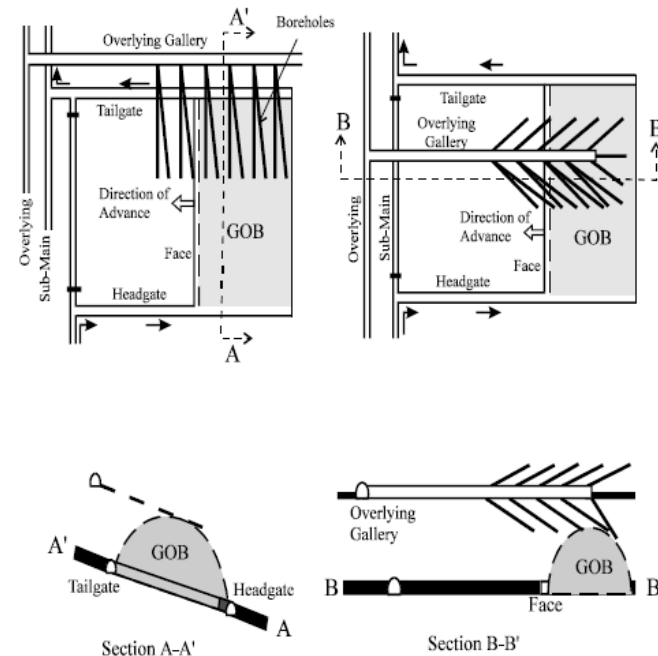 A'
Overlying Gallery
Boreholes
Tailgate
Direction of
Advance
GOB
Face
Overlying
Sub-Main
Headgate
A
Tailgate
B
Overlying
Gallery
B
Direction of
Advance
GOB
Face
Overlying
Sub-Main
Headgate
A'
GOB
Tailgate
Headgate
A
Section A-A'
Overlying
Gallery
GOB
B
B
Face
Section B-B'